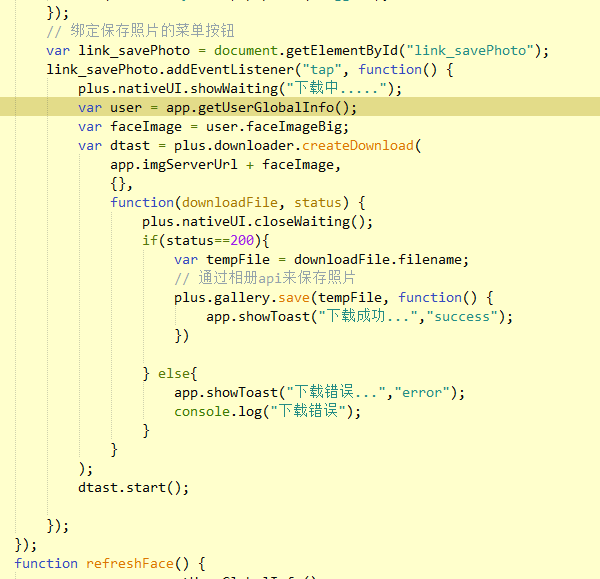 });
// 绑定保存照片的菜单按钮
var link_savePhoto = document.getElementById("link_savePhoto");
link_savePhoto.addEventListener("tap", function() {
plus.nativeUI.showWaiting("下载中.....");
var user = app.getUserGlobalInfo();
var faceImage = user.faceImageBig;
var dtast = plus.downloader.createDownload(
app.imgServerUrl + faceImage,
{},
function(downloadFile, status) {
plus.nativeUI.closeWaiting();
if(status==200){
var tempFile = downloadFile.filename;
// 通过相册api来保存照片
plus.gallery.save(tempFile, function() {
app.showToast("下载成功...","success");
})
} else{
app.showToast("下载错误...","error");
console.log("下载错误");
}
}
);
dtast.start();
});
});
function refreshFace() {